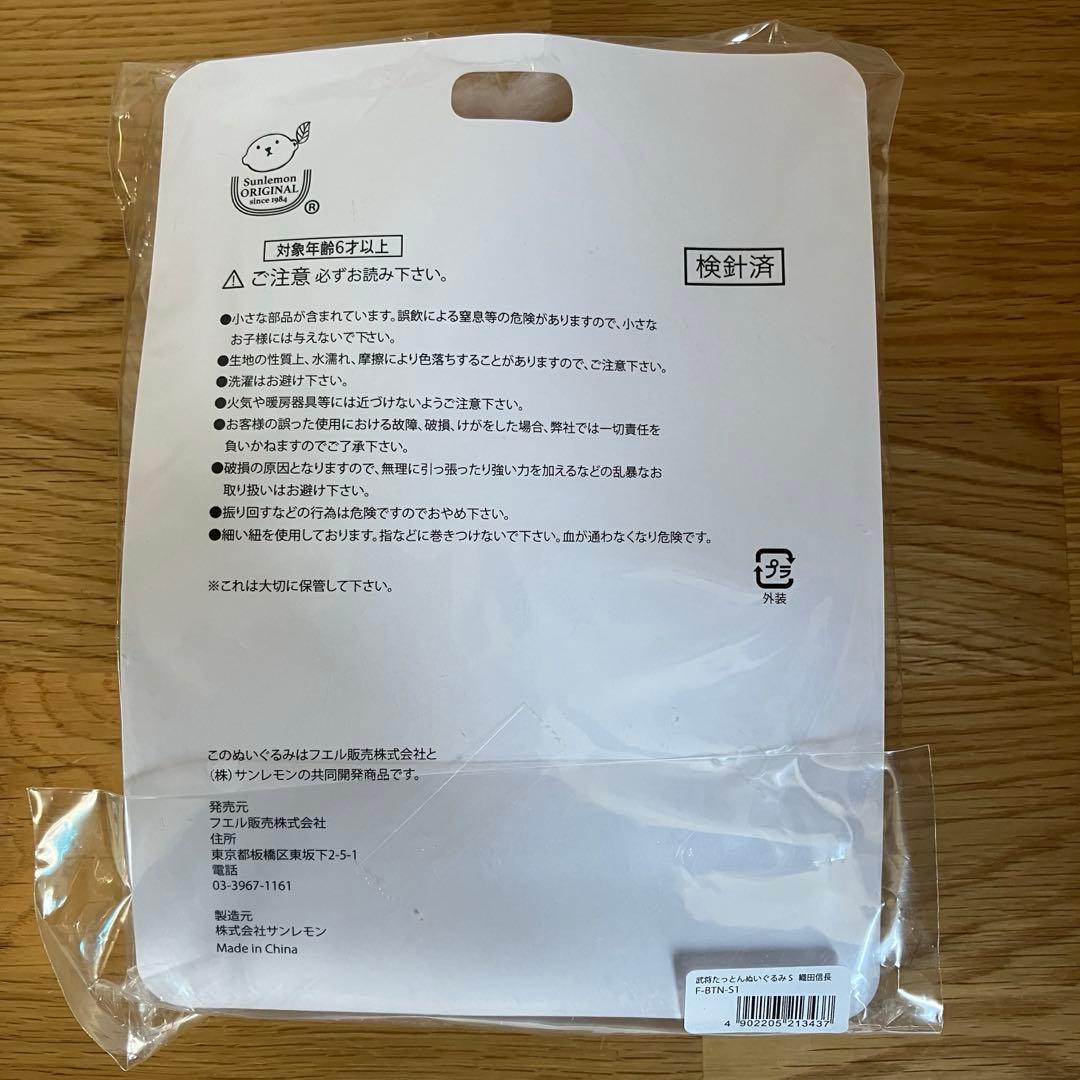 Sunlemon
ORIGINAL
since 1984
®
対象年齢6才以上
検針済
⚠ ご注意 必ずお読み下さい。
●小さな部品が含まれています。誤飲による窒息等の危険がありますので、小さな
お子様には与えないで下さい。
●生地の性質上、水濡れ、摩擦により色落ちすることがありますので、ご注意下さい。
●洗濯はお避け下さい。
●火気や暖房器具等には近づけないようご注意下さい。
●お客様の誤った使用における故障、破損、けがをした場合、弊社では一切責任を
負いかねますのでご了承下さい。
●破損の原因となりますので、無理に引っ張ったり強い力を加えるなどの乱暴なお
取り扱いはお避け下さい。
●振り回すなどの行為は危険ですのでおやめ下さい。
●細い紐を使用しております。指などに巻きつけないで下さい。血が通わなくなり危険です。
プラ
外装
※これは大切に保管して下さい。
このぬいぐるみはフエル販売株式会社と
(株)サンレモンの共同開発商品です。
発売元
フエル販売株式会社
住所
東京都板橋区東坂下2-5-1
電話
03-3967-1161
製造元
株式会社サンレモン
Made in China
武将たっとんぬいぐるみS 織田信長
F-BTN-S1
4 902205 213437